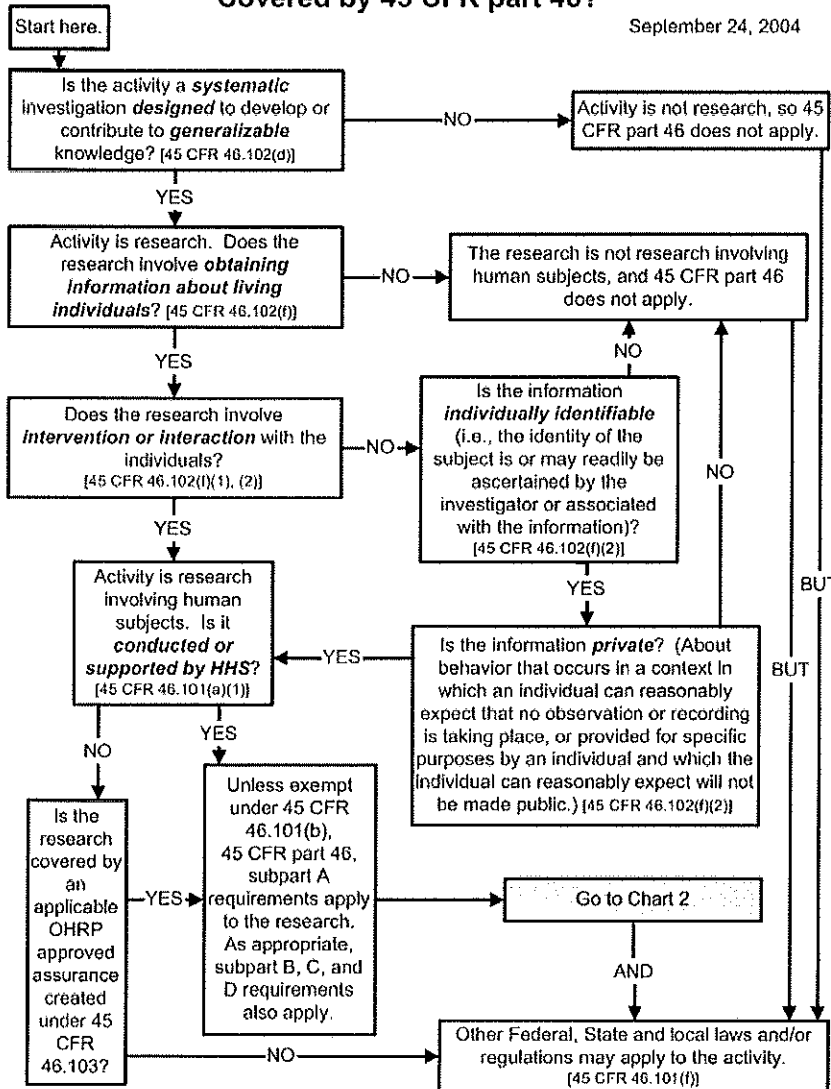 Covered by 45 CFR part 46?
September 24, 2004
Start here.
Is the activity a systematic
investigation designed to develop or
contribute to generalizable
knowledge? [45 CFR 46.102(d)]
NO
Activity is not research, so 45
CFR part 46 does not apply.
YES
Activity is research. Does the
research involve obtaining
information about living
individuals? [45 CFR 46.102(f)]
NO
The research is not research involving
human subjects, and 45 CFR part 46
does not apply.
YES
Does the research involve
intervention or interaction with the
individuals?
[45 CFR 46.102(f)(1), (2)]
NO
Is the information
individually identifiable
(i.e., the identity of the
subject is or may readily be
ascertained by the
investigator or associated
with the information)?
[45 CFR 46.102(f)(2)]
NO
NO
YES
YES
BUT
BUT
Activity is research
involving human
subjects. Is it
conducted or
supported by HHS?
[45 CFR 46.101(a)(1)]
YES
Is the information private? (About
behavior that occurs in a context in
which an individual can reasonably
expect that no observation or recording
is taking place, or provided for specific
purposes by an individual and which the
individual can reasonably expect will not
be made public.) [45 CFR 46.102(f)(2)]
NO
YES
Is the
research
covered by
an
applicable
OHRP
approved
assurance
created
under 45
CFR
46.103?
YES
Unless exempt
under 45 CFR
46.101(b),
45 CFR part 46,
subpart A
requirements apply
to the research.
As appropriate,
subpart B, C, and
D requirements
also apply.
Go to Chart 2
AND
NO
Other Federal, State and local laws and/or
regulations may apply to the activity.
[45 CFR 46.101(f)]